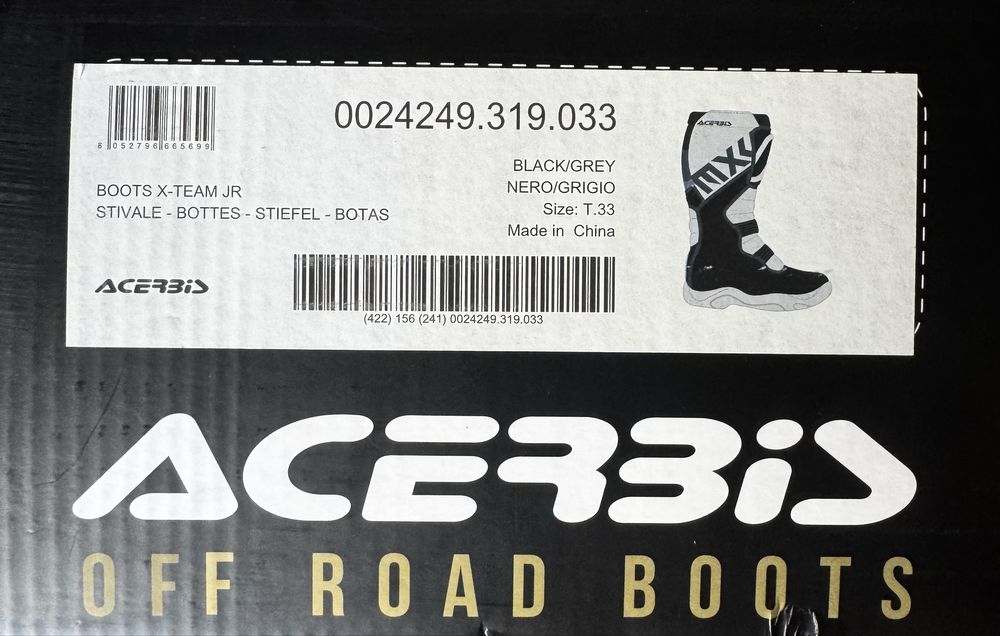 0024249.319.033
8 052796 665699
BLACK/GREY
NERO/GRIGIO
Size: T.33
Made in China
BOOTS X-TEAM JR
STIVALE - BOTTES - STIEFEL - BOTAS
ACERBIS
(422) 156 (241) 0024249.319.033
ACERBIS
MX
ACERBIS
OFF ROAD BOOTS